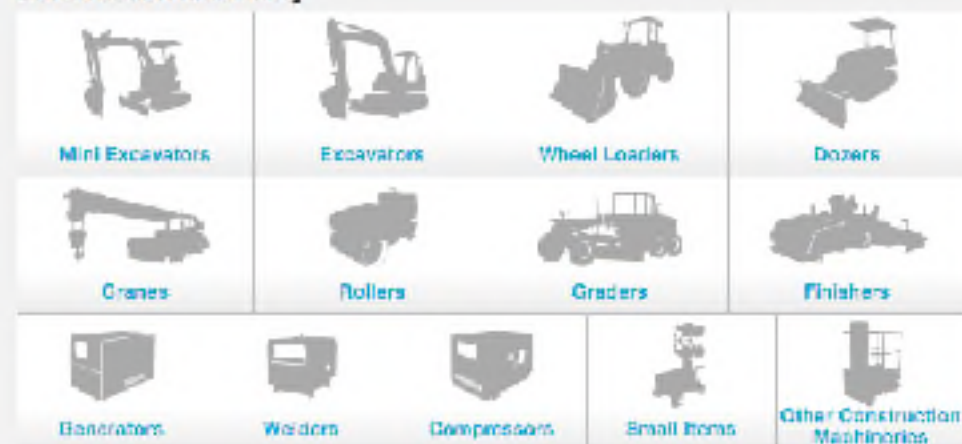 Mini Excavators
Excavators
Wheel Loaders
Dozers
Cranes
Rollers
Graders
Finishers
Generators
Welders
Compressors
Small Items
Other Construction
Machineries